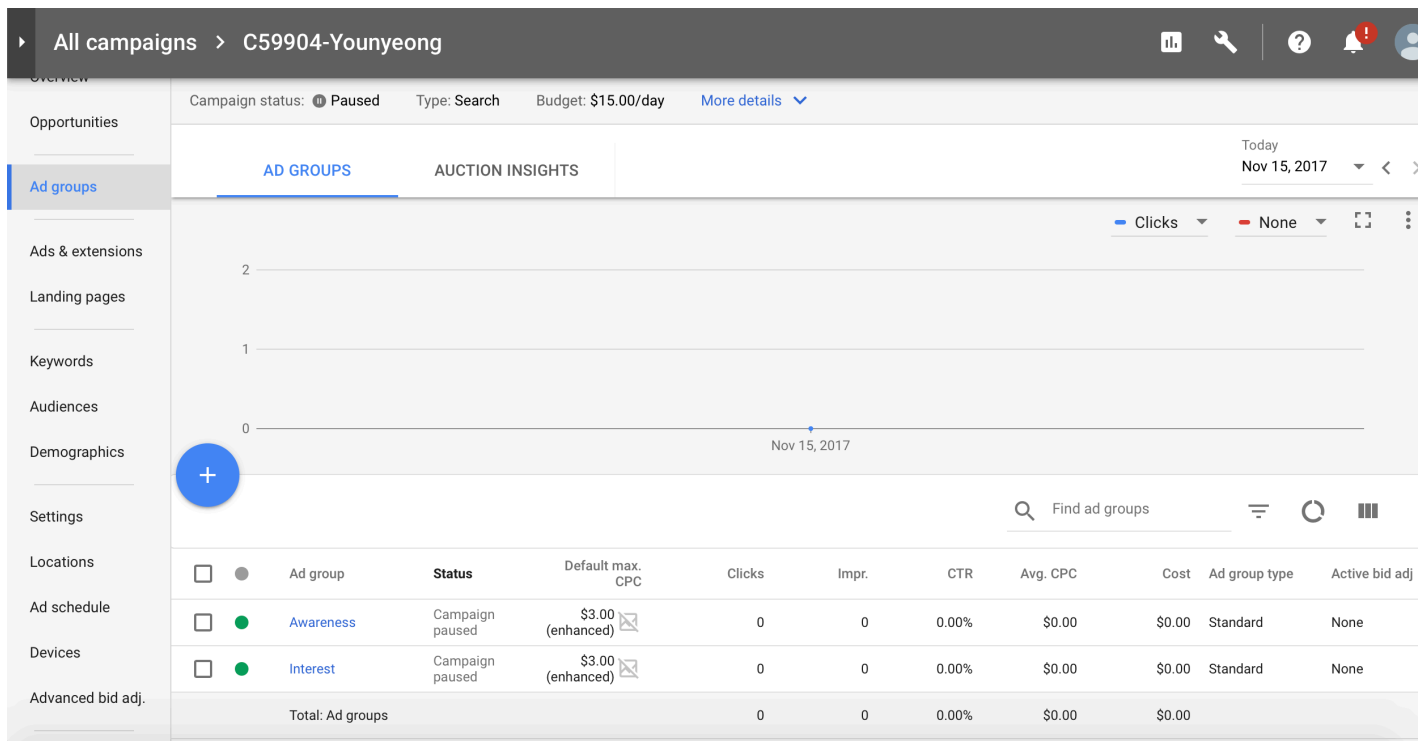 All campaigns > C59904-Younyeong
!
Overview
Opportunities
Ad groups
Ads & extensions
Landing pages
Keywords
Audiences
Demographics
Settings
Locations
Ad schedule
Devices
Advanced bid adj.
Campaign status: Paused Type: Search Budget: $15.00/day More details
AD GROUPS AUCTION INSIGHTS
Today
Nov 15, 2017
Clicks None
2
1
0
Nov 15, 2017
+
Find ad groups
Ad group Status Default max. CPC Clicks Impr. CTR Avg. CPC Cost Ad group type Active bid adj
Awareness Campaign paused $3.00 (enhanced) 0 0 0.00% $0.00 $0.00 Standard None
Interest Campaign paused $3.00 (enhanced) 0 0 0.00% $0.00 $0.00 Standard None
Total: Ad groups 0 0 0.00% $0.00 $0.00